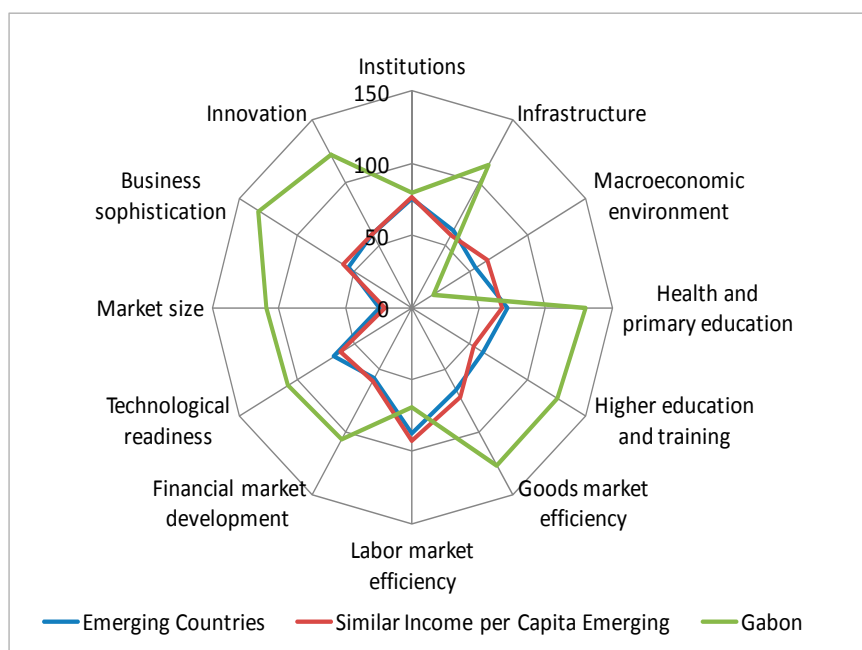 Institutions
150
Innovation
Infrastructure
100
Business
sophistication
Macroeconomic
environment
50
Market size
0
Health and
primary education
Technological
readiness
Higher education
and training
Financial market
development
Goods market
efficiency
Labor market
efficiency
Emerging Countries
Similar Income per Capita Emerging
Gabon